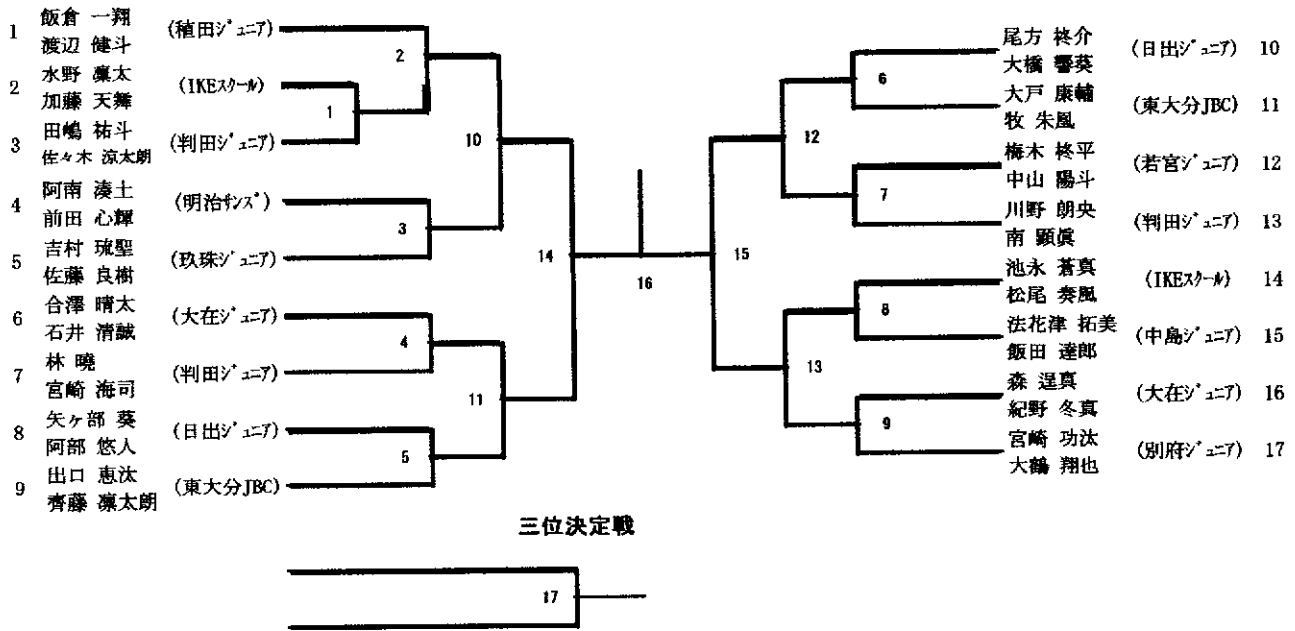 1 飯倉 一翔 (稙田ジュニア)
渡辺 健斗
2 水野 凜太 (IKEスクール)
加藤 天舞
3 田嶋 祐斗 (判田ジュニア)
佐々木 涼太朗
4 阿南 湊土 (明治サンズ)
前田 心輝
5 吉村 琉聖 (玖珠ジュニア)
佐藤 良樹
6 合澤 晴太 (大在ジュニア)
石井 清誠
7 林 暁 (判田ジュニア)
宮崎 海司
8 矢ヶ部 葵 (日出ジュニア)
阿部 悠人
9 出口 恵汰 (東大分JBC)
齊藤 凛太朗
2
1
10
3
14
4
11
5
16
尾方 柊介 (日出ジュニア) 10
大橋 響葵
大戸 康輔 (東大分JBC) 11
牧 朱風
梅木 柊平 (若宮ジュニア) 12
中山 陽斗
川野 朗央 (判田ジュニア) 13
南 顕眞
池永 蒼真 (IKEスクール) 14
松尾 奏風
法花津 拓美 (中島ジュニア) 15
飯田 達郎
森 逞真 (大在ジュニア) 16
紀野 冬真
宮崎 功汰 (別府ジュニア) 17
大鶴 翔也
6
12
7
15
8
13
9
三位決定戦
17